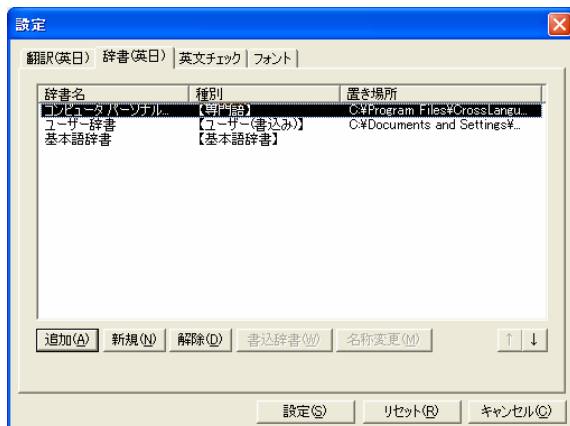 設定
翻訳(英日) 辞書(英日) 英文チェック フォント
辞書名 種別 置き場所
コンピュータ パーソナル... 【専門語】 C:¥Program Files¥CrossLangu...
ユーザー辞書 【ユーザー(書込み)】 C:¥Documents and Settings¥...
基本語辞書 【基本語辞書】
追加(A) 新規(N) 解除(D) 書込辞書(W) 名称変更(M) ↑ ↓
設定(S) リセット(R) キャンセル(C)